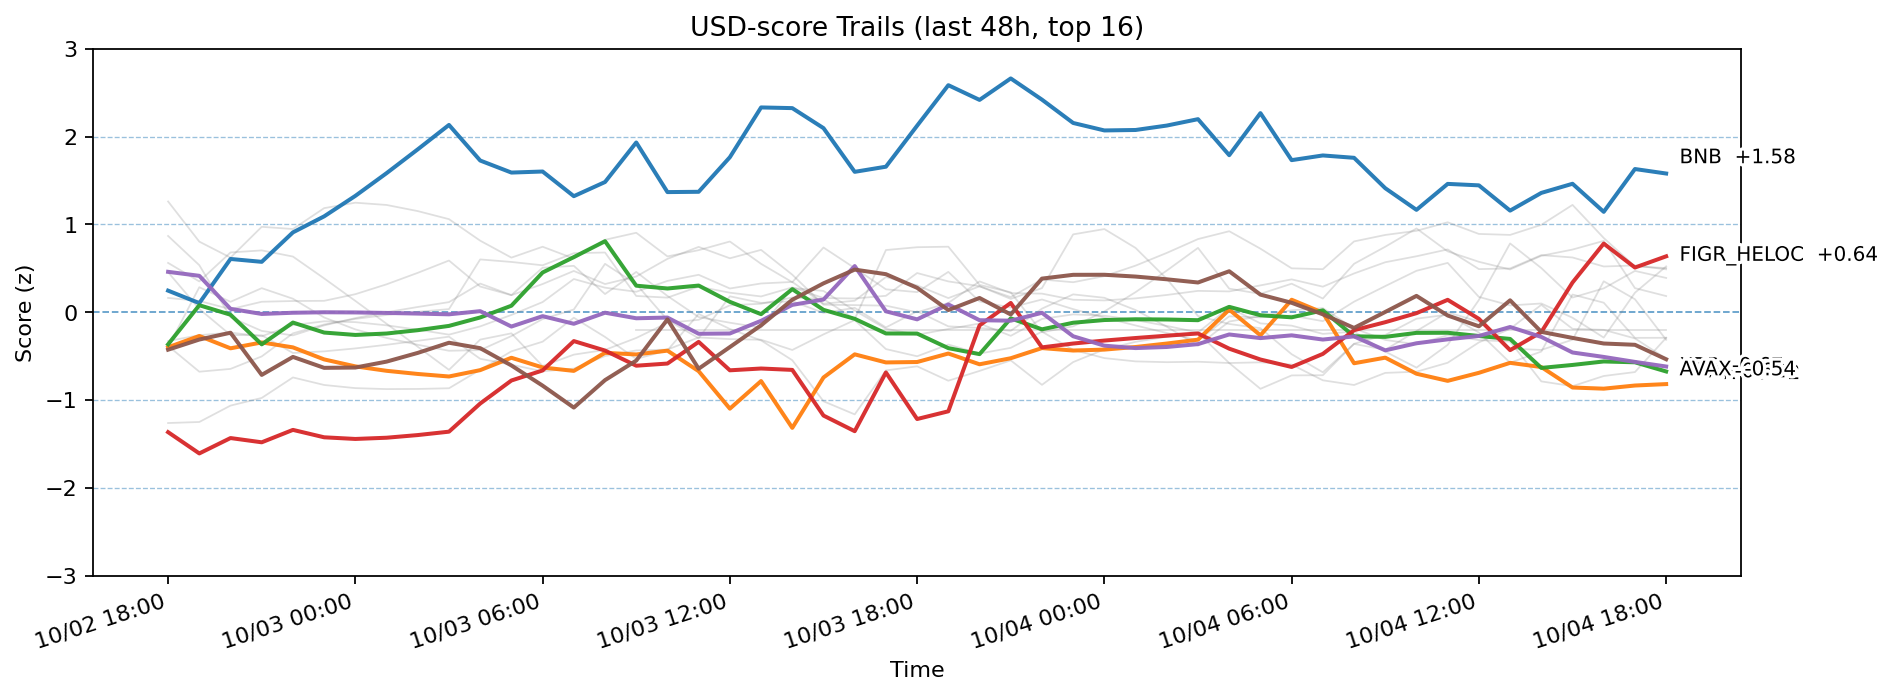 USD-score Trails (last 48h, top 16)
Score (z)
3
2
1
0
−1
−2
−3
BNB +1.58
FIGR_HELOC +0.64
AVAX -0.54
10/02 18:00
10/03 00:00
10/03 06:00
10/03 12:00
10/03 18:00
10/04 00:00
10/04 06:00
10/04 12:00
10/04 18:00
Time